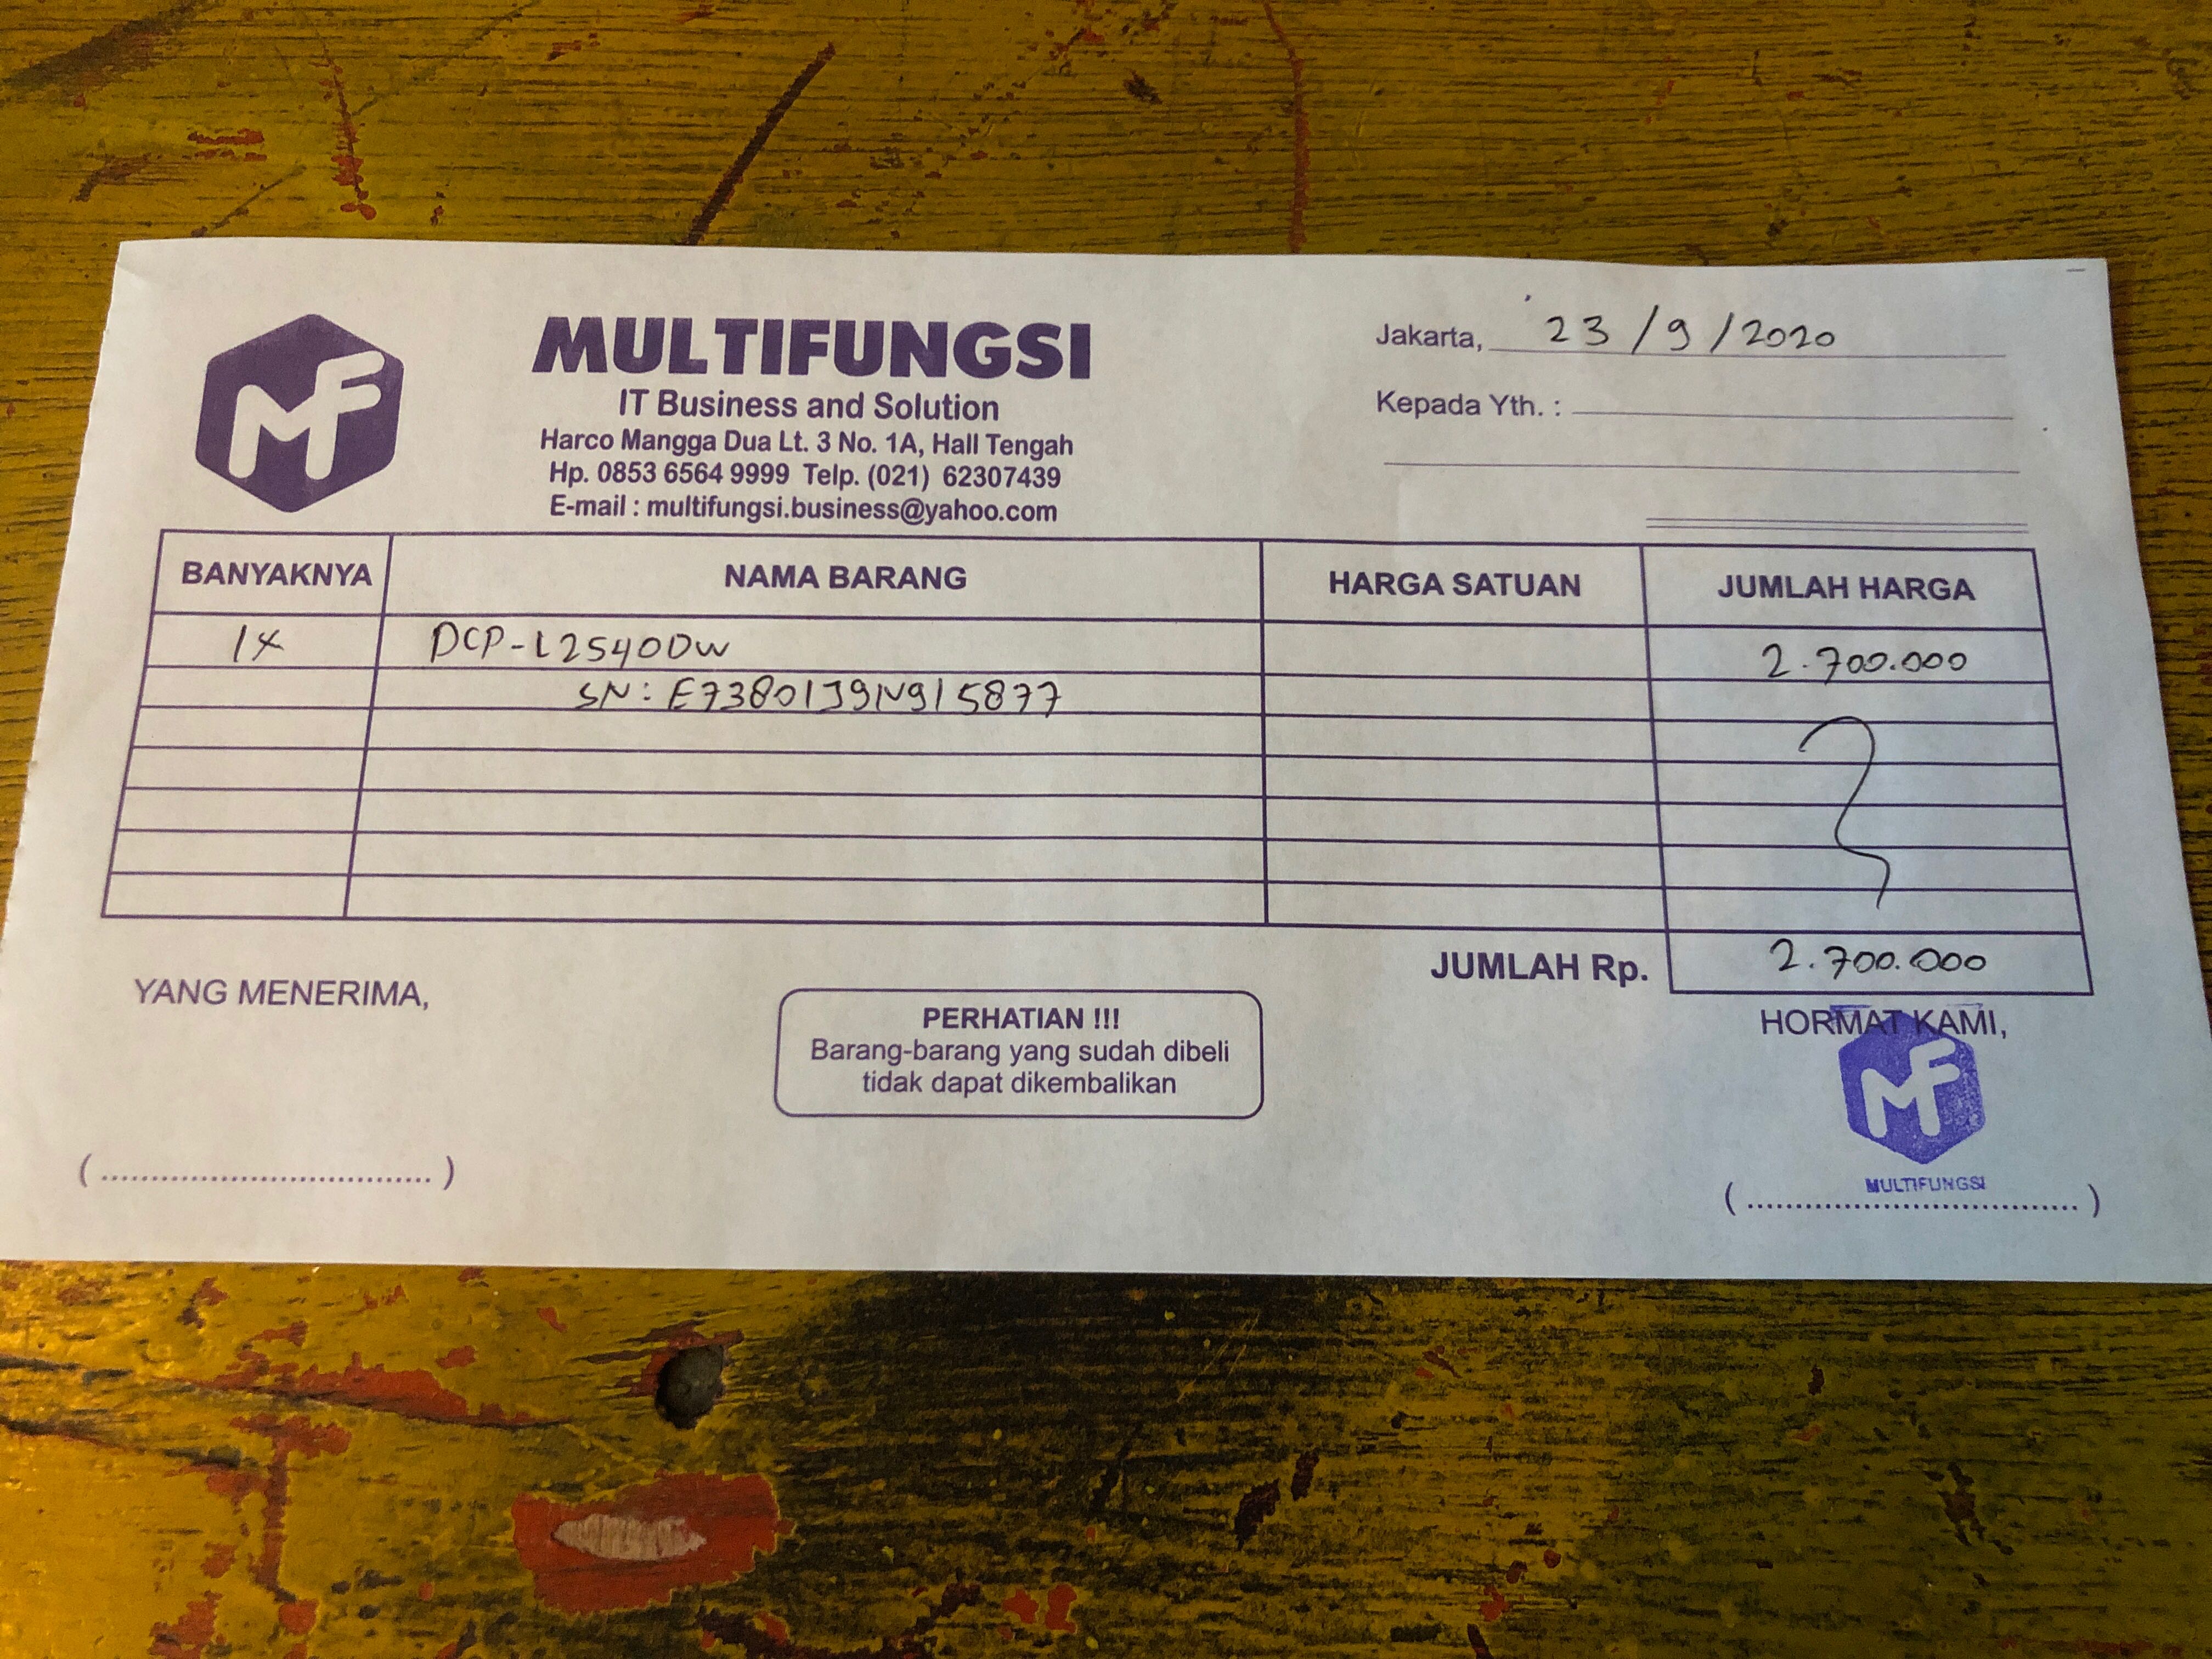 MF
MULTIFUNGSI
IT Business and Solution
Harco Mangga Dua Lt. 3 No. 1A, Hall Tengah
Hp. 0853 6564 9999 Telp. (021) 62307439
E-mail : multifungsi.business@yahoo.com
Jakarta, 23/9/2020
Kepada Yth. :
BANYAKNYA NAMA BARANG HARGA SATUAN JUMLAH HARGA
1x DCP-L2540DW 2.700.000
SN: E73801J9N915877
JUMLAH Rp. 2.700.000
YANG MENERIMA,
PERHATIAN !!!
Barang-barang yang sudah dibeli
tidak dapat dikembalikan
HORMAT KAMI,
MF
MULTIFUNGSI
(..................................)
(..................................)